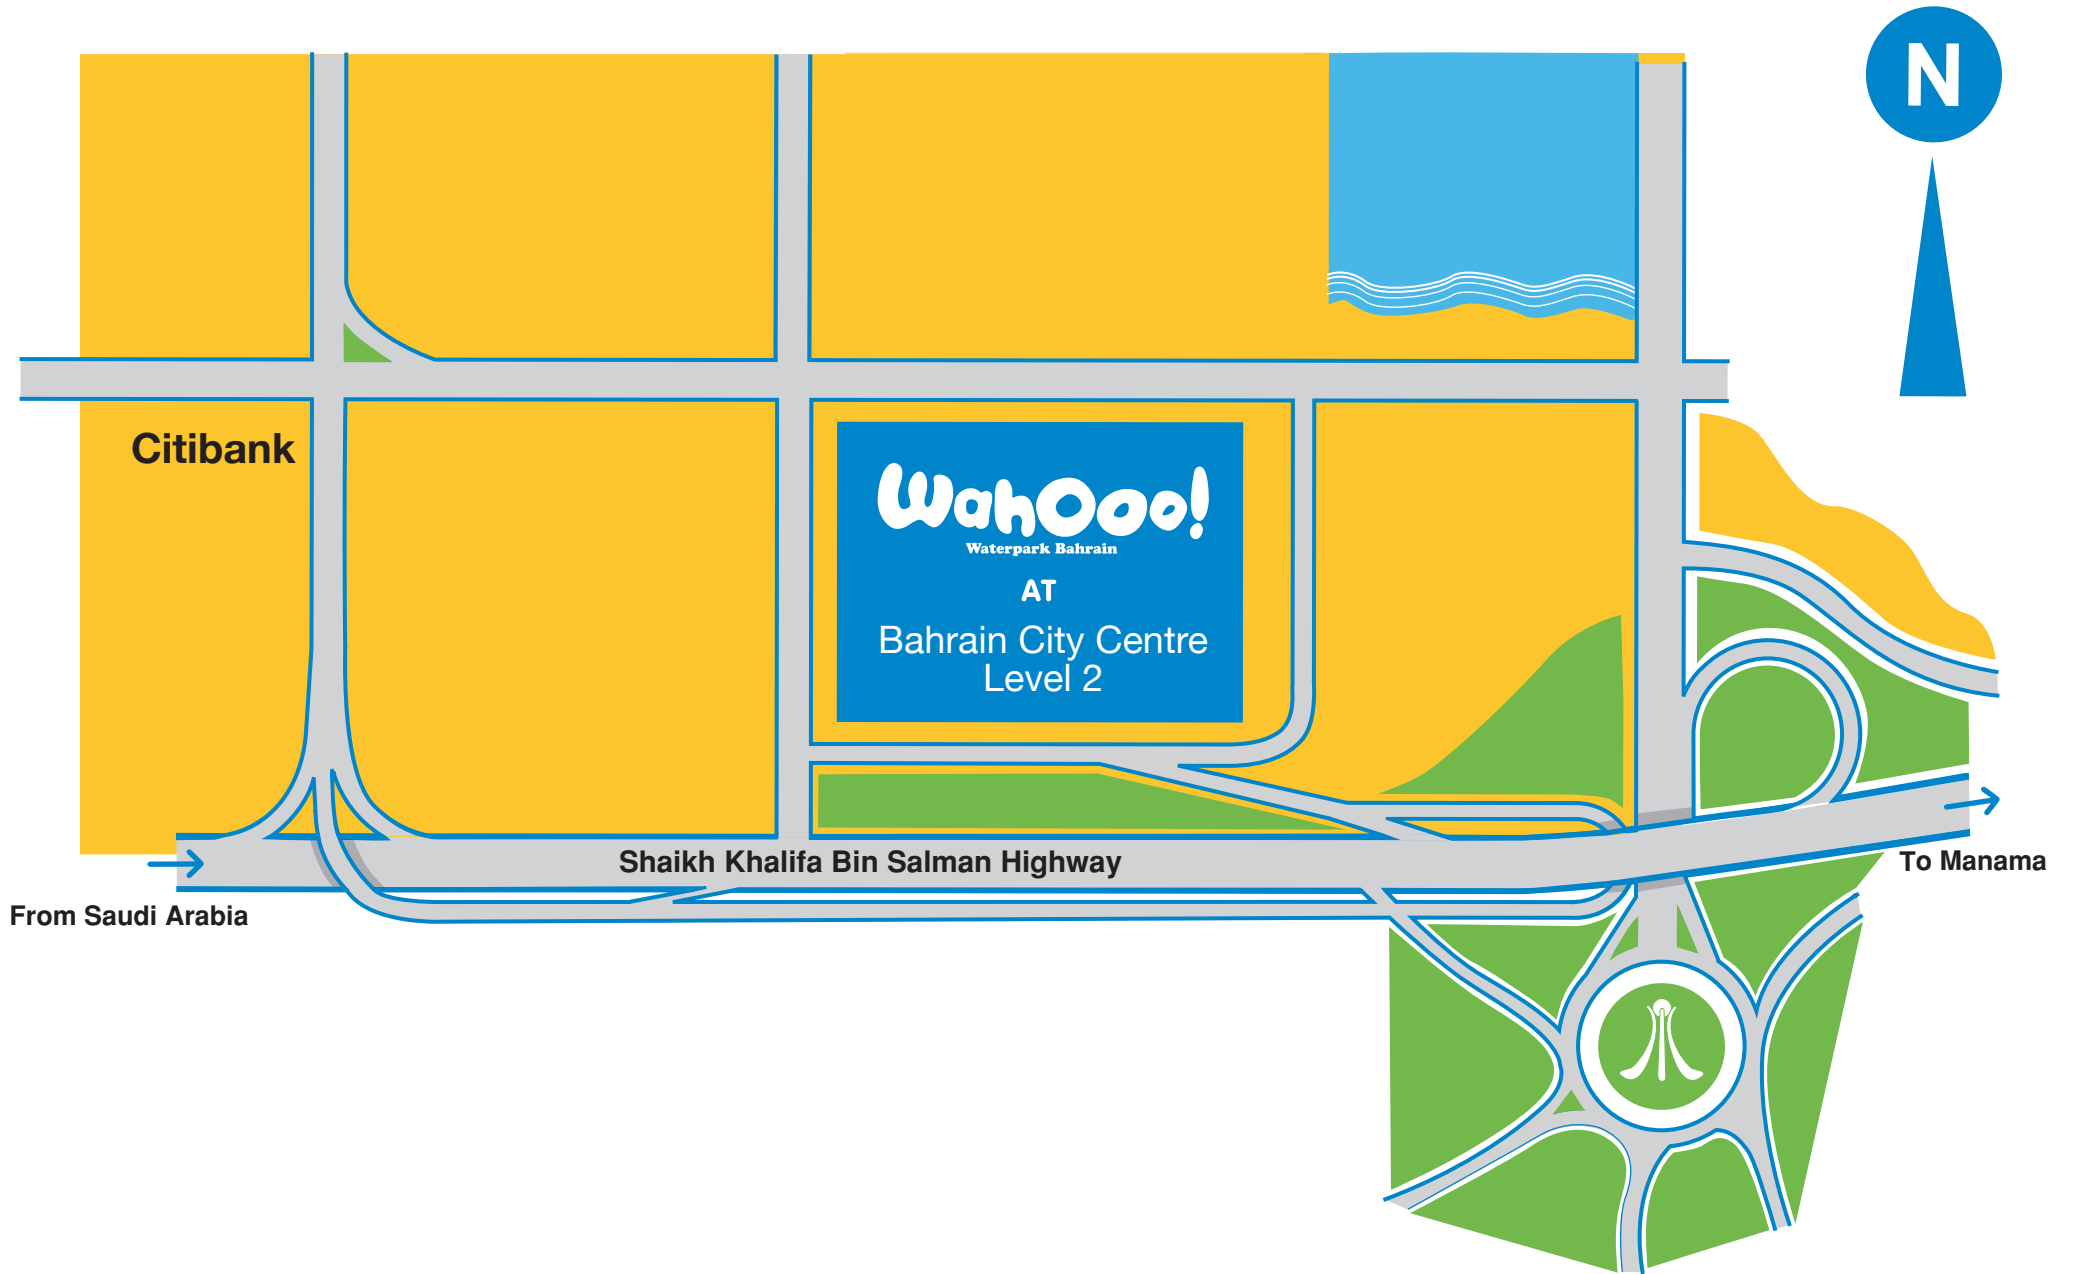 N
Citibank
WahOoo!
Waterpark Bahrain
AT
Bahrain City Centre
Level 2
Shaikh Khalifa Bin Salman Highway
To Manama
From Saudi Arabia